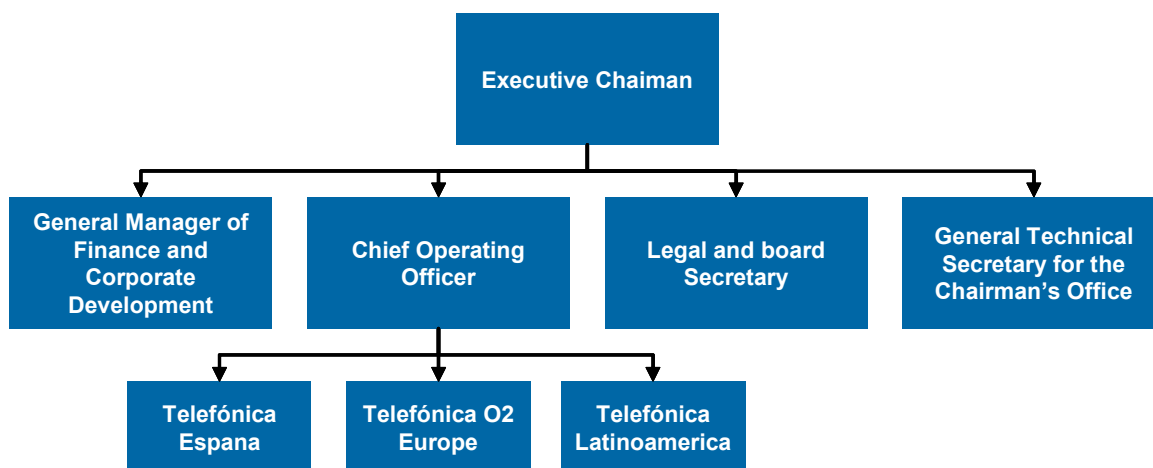 Executive Chaiman
General Manager of
Finance and
Corporate
Development
Chief Operating
Officer
Legal and board
Secretary
General Technical
Secretary for the
Chairman’s Office
Telefónica
Espana
Telefónica O2
Europe
Telefónica
Latinoamerica